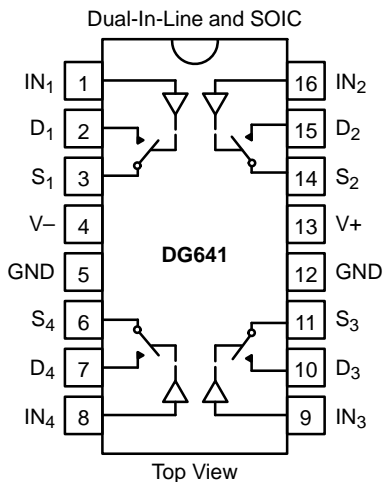 Dual-In-Line and SOIC
IN1 1 16 IN2
D1 2 15 D2
S1 3 14 S2
V– 4 13 V+
DG641
GND 5 12 GND
S4 6 11 S3
D4 7 10 D3
IN4 8 9 IN3
Top View